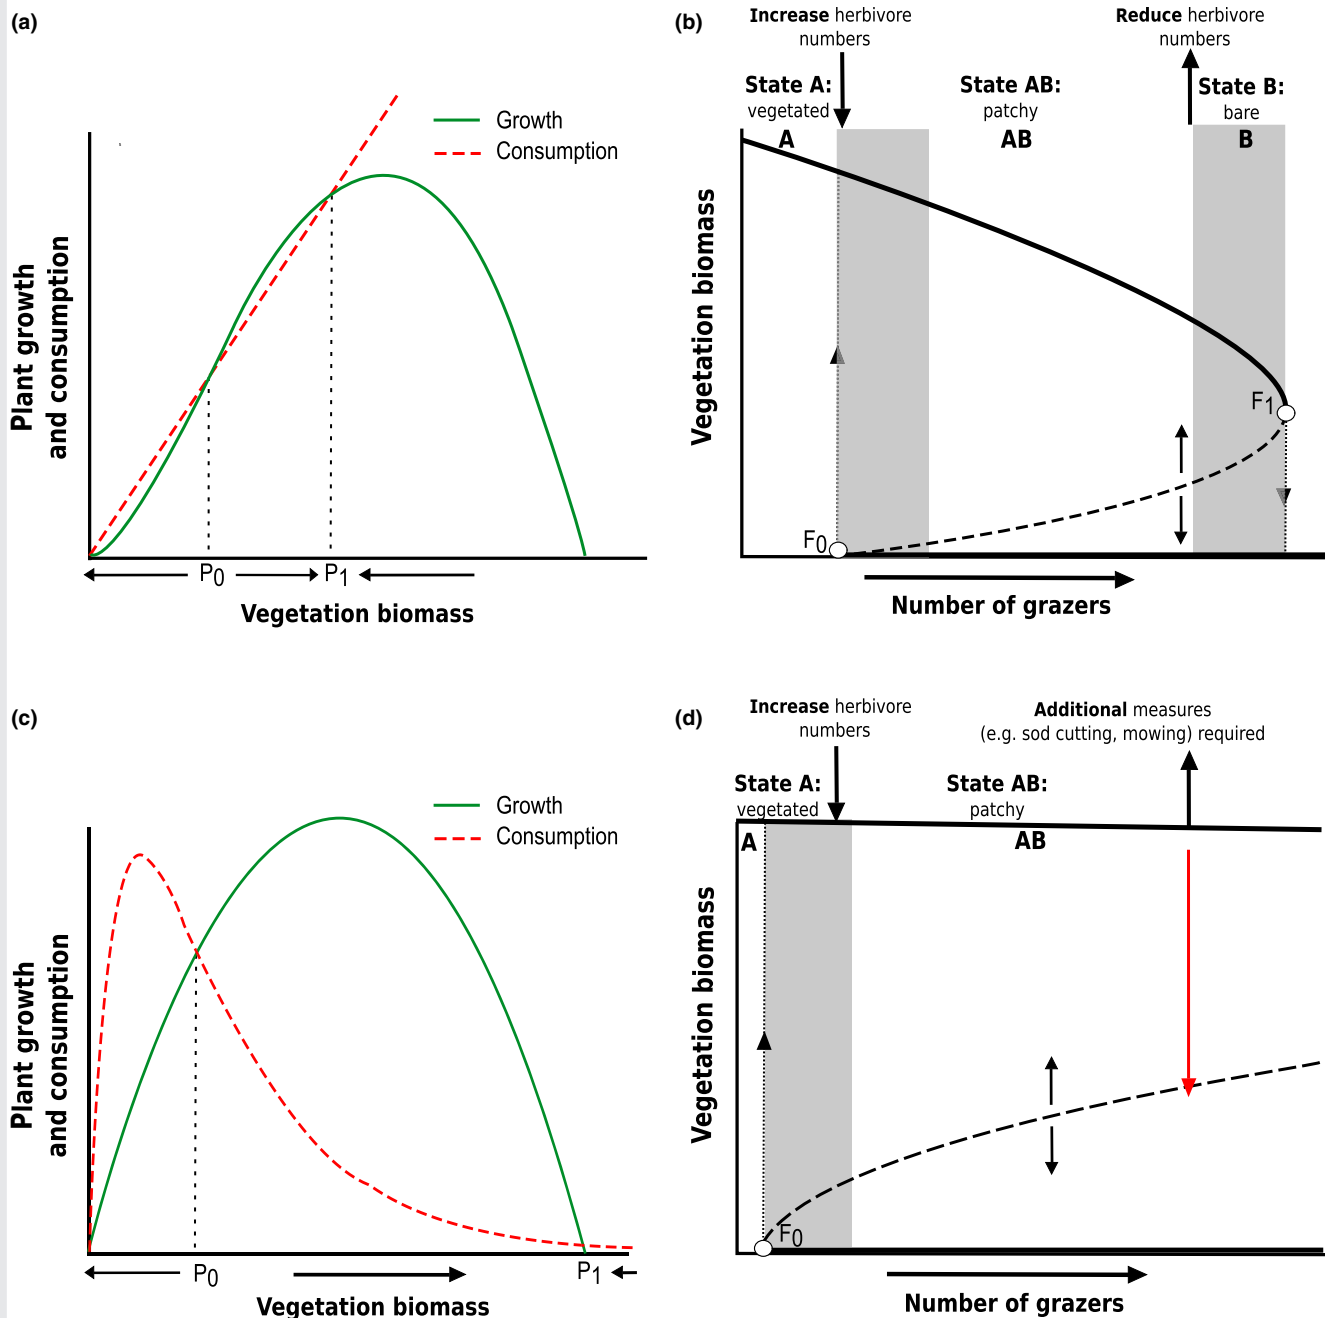 (a)
Growth
Consumption
Plant growth
and consumption
P0
P1
Vegetation biomass
(b)
Increase herbivore
numbers
Reduce herbivore
numbers
State A:
vegetated
A
State AB:
patchy
AB
State B:
bare
B
Vegetation biomass
F1
F0
Number of grazers
(c)
Growth
Consumption
Plant growth
and consumption
P0
P1
Vegetation biomass
(d)
Increase herbivore
numbers
Additional measures
(e.g. sod cutting, mowing) required
State A:
vegetated
A
State AB:
patchy
AB
Vegetation biomass
F0
Number of grazers